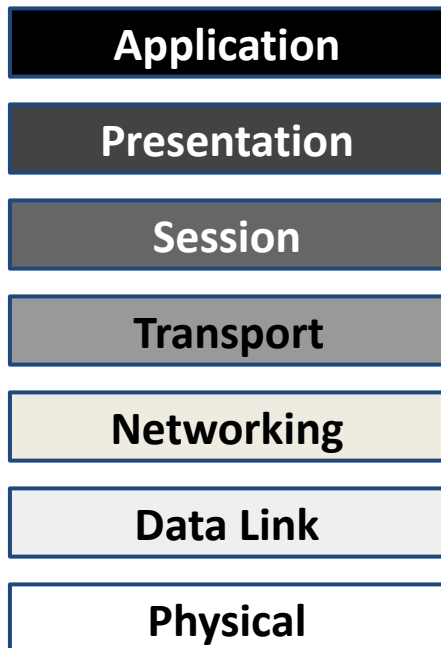 Application
Presentation
Session
Transport
Networking
Data Link
Physical